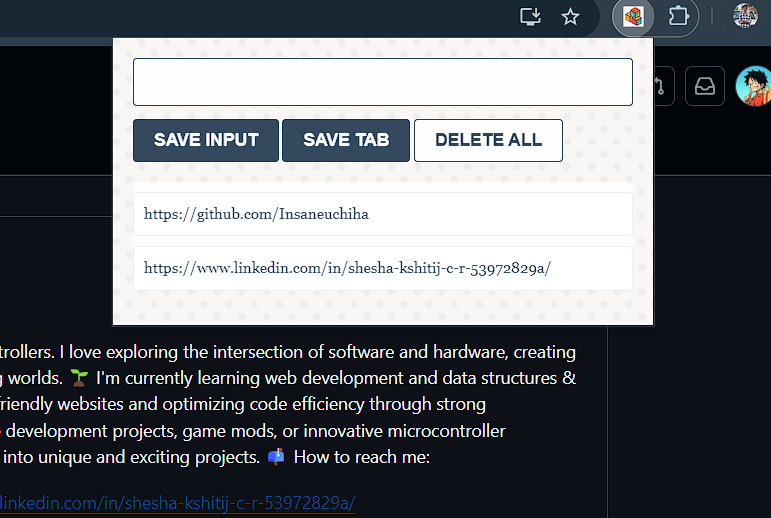 SAVE INPUT SAVE TAB DELETE ALL
https://github.com/Insaneuchiha
https://www.linkedin.com/in/shesha-kshitij-c-r-53972829a/
trollers. I love exploring the intersection of software and hardware, creating
g worlds. 🌱 I'm currently learning web development and data structures &
friendly websites and optimizing code efficiency through strong
development projects, game mods, or innovative microcontroller
into unique and exciting projects. 📫 How to reach me:
linkedin.com/in/shesha-kshitij-c-r-53972829a/